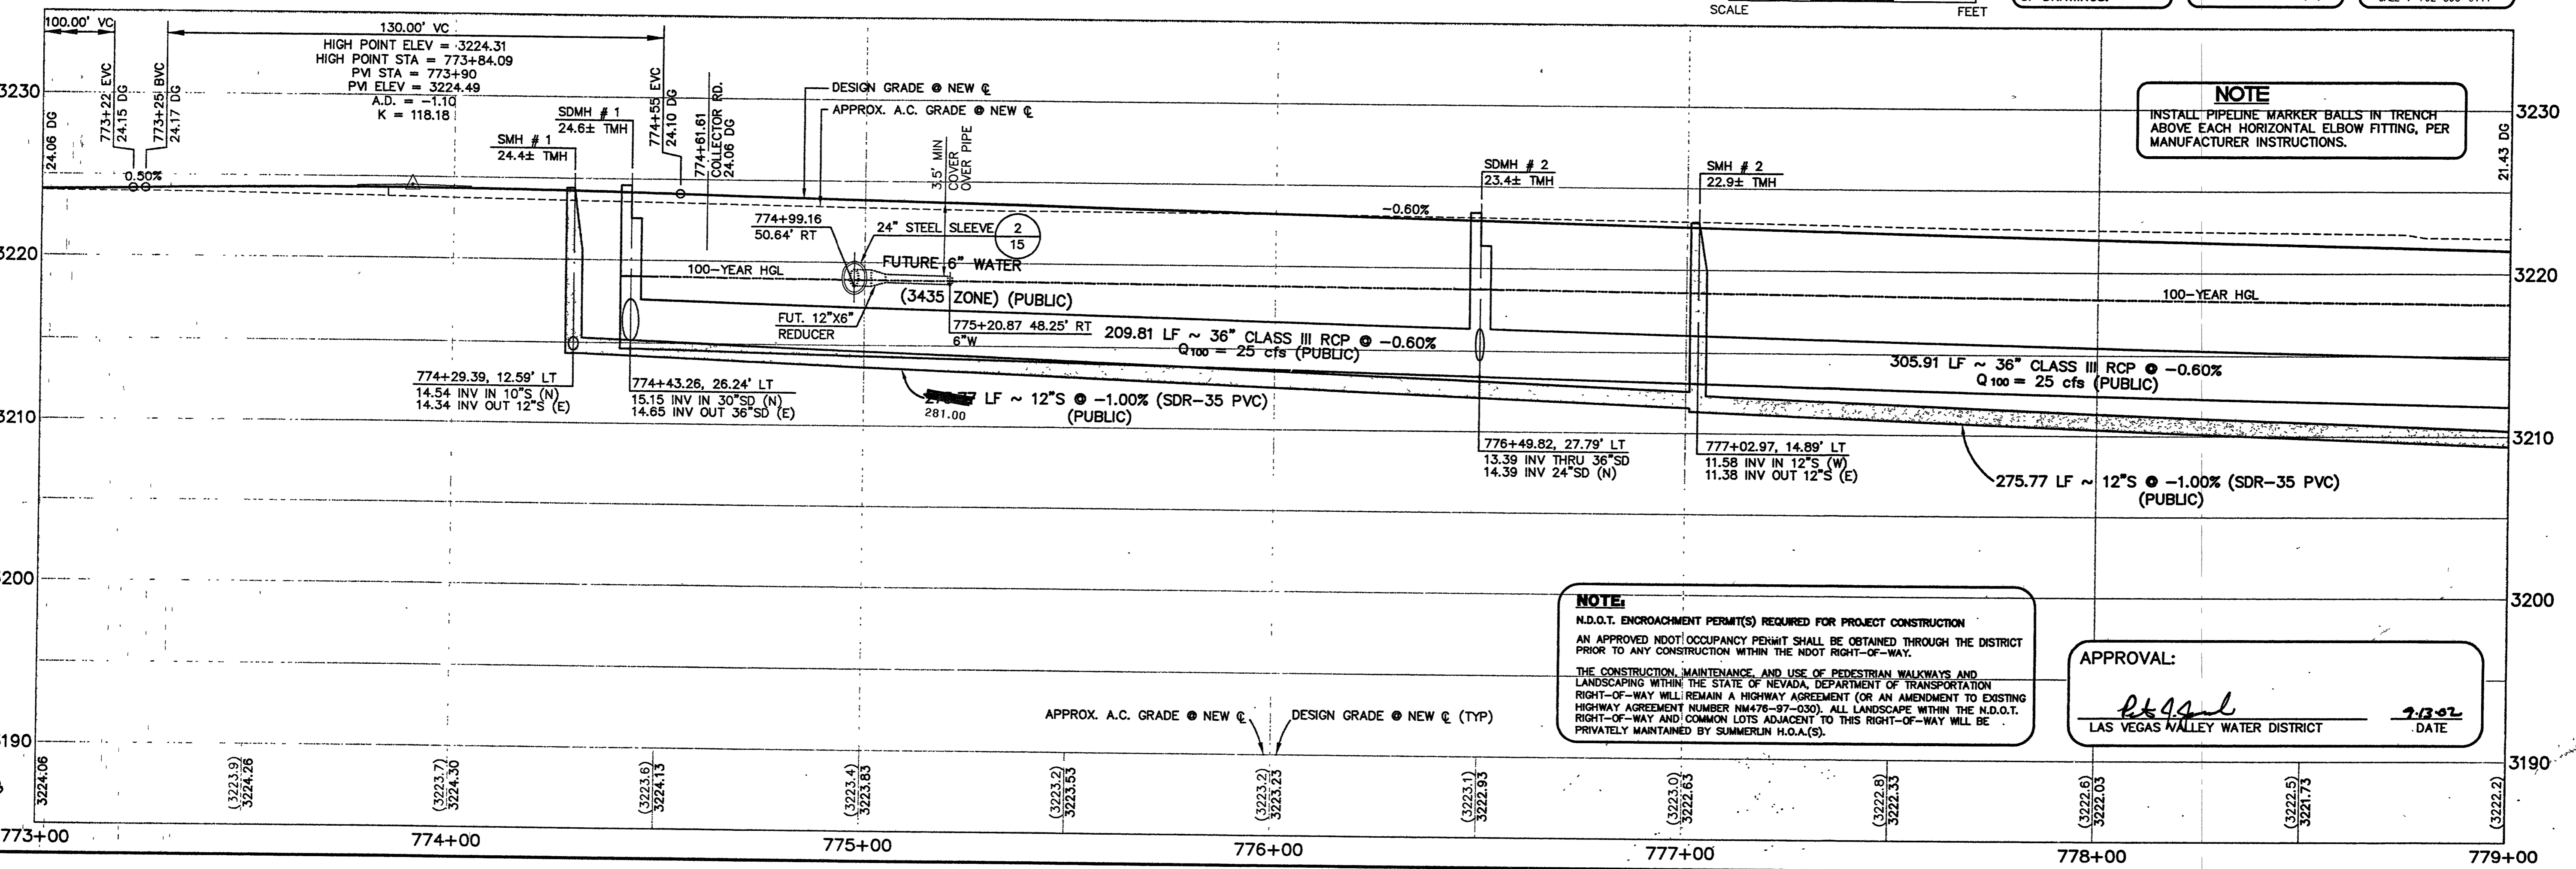 SCALE FEET
100.00' VC
130.00' VC
HIGH POINT ELEV = 3224.31
HIGH POINT STA = 773+84.09
PVI STA = 773+90
PVI ELEV = 3224.49
A.D. = -1.10
K = 118.18
24.06 DG
773+22 EVC
24.15 DG
773+25 BVC
24.17 DG
0.50%
SMH # 1
24.4± TMH
SDMH # 1
24.6± TMH
774+55 EVC
24.10 DG
774+61.61
COLLECTOR RD.
24.06 DG
DESIGN GRADE @ NEW ℄
APPROX. A.C. GRADE @ NEW ℄
3.5' MIN
COVER
OVER PIPE
774+99.16
50.64' RT
24" STEEL SLEEVE
2
15
FUTURE 6" WATER
(3435 ZONE) (PUBLIC)
100-YEAR HGL
FUT. 12"X6"
REDUCER
775+20.87 48.25' RT
6"W
209.81 LF ~ 36" CLASS III RCP @ -0.60%
Q100 = 25 cfs (PUBLIC)
-0.60%
SDMH # 2
23.4± TMH
SMH # 2
22.9± TMH
NOTE
INSTALL PIPELINE MARKER BALLS IN TRENCH
ABOVE EACH HORIZONTAL ELBOW FITTING, PER
MANUFACTURER INSTRUCTIONS.
21.43 DG
3230
3220
3210
3200
3190
100-YEAR HGL
305.91 LF ~ 36" CLASS III RCP @ -0.60%
Q100 = 25 cfs (PUBLIC)
774+29.39, 12.59' LT
14.54 INV IN 10"S (N)
14.34 INV OUT 12"S (E)
774+43.26, 26.24' LT
15.15 INV IN 30"SD (N)
14.65 INV OUT 36"SD (E)
LF ~ 12"S @ -1.00% (SDR-35 PVC)
281.00
(PUBLIC)
776+49.82, 27.79' LT
13.39 INV THRU 36"SD
14.39 INV 24"SD (N)
777+02.97, 14.89' LT
11.58 INV IN 12"S (W)
11.38 INV OUT 12"S (E)
275.77 LF ~ 12"S @ -1.00% (SDR-35 PVC)
(PUBLIC)
NOTE:
N.D.O.T. ENCROACHMENT PERMIT(S) REQUIRED FOR PROJECT CONSTRUCTION
AN APPROVED NDOT OCCUPANCY PERMIT SHALL BE OBTAINED THROUGH THE DISTRICT
PRIOR TO ANY CONSTRUCTION WITHIN THE NDOT RIGHT-OF-WAY.
THE CONSTRUCTION, MAINTENANCE, AND USE OF PEDESTRIAN WALKWAYS AND
LANDSCAPING WITHIN THE STATE OF NEVADA, DEPARTMENT OF TRANSPORTATION
RIGHT-OF-WAY WILL REMAIN A HIGHWAY AGREEMENT (OR AN AMENDMENT TO EXISTING
HIGHWAY AGREEMENT NUMBER NM476-97-030). ALL LANDSCAPE WITHIN THE N.D.O.T.
RIGHT-OF-WAY AND COMMON LOTS ADJACENT TO THIS RIGHT-OF-WAY WILL BE
PRIVATELY MAINTAINED BY SUMMERLIN H.O.A.(S).
APPROVAL:
9-13-02
LAS VEGAS VALLEY WATER DISTRICT DATE
APPROX. A.C. GRADE @ NEW ℄ DESIGN GRADE @ NEW ℄ (TYP)
3224.06
(3223.9)
3224.26
(3223.7)
3224.30
(3223.6)
3224.13
(3223.4)
3223.83
(3223.2)
3223.53
(3223.2)
3223.23
(3223.1)
3222.93
(3223.0)
3222.63
(3222.8)
3222.33
(3222.6)
3222.03
(3222.5)
3221.73
(3222.2)
773+00 774+00 775+00 776+00 777+00 778+00 779+00